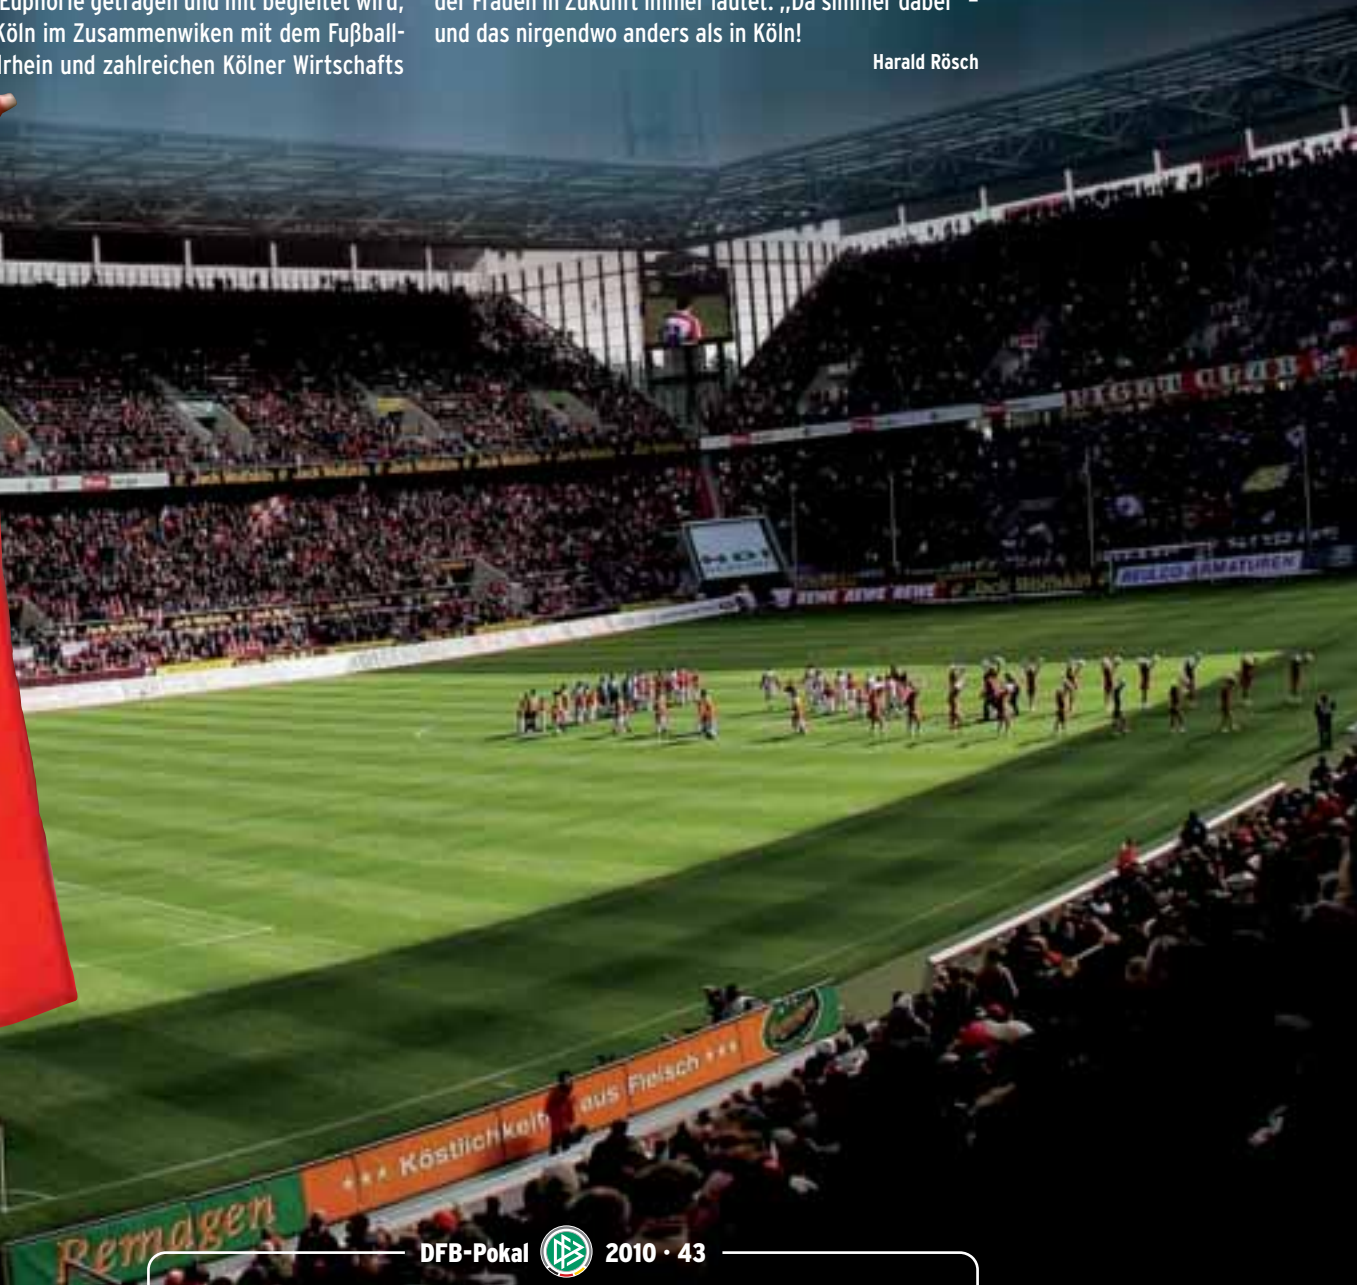 Euphorie getragen und mit begleitet wird,
Köln im Zusammenwiken mit dem Fußball-
lrhein und zahlreichen Kölner Wirtschafts
der Frauen in Zukunft immer lautet: „Da simmer dabei“ –
und das nirgendwo anders als in Köln!
Harald Rösch
REWE REWE REWE
ARMATUREN
*** Köstlichkeit aus Fleisch ***
Remagen
DFB-Pokal 2010 · 43